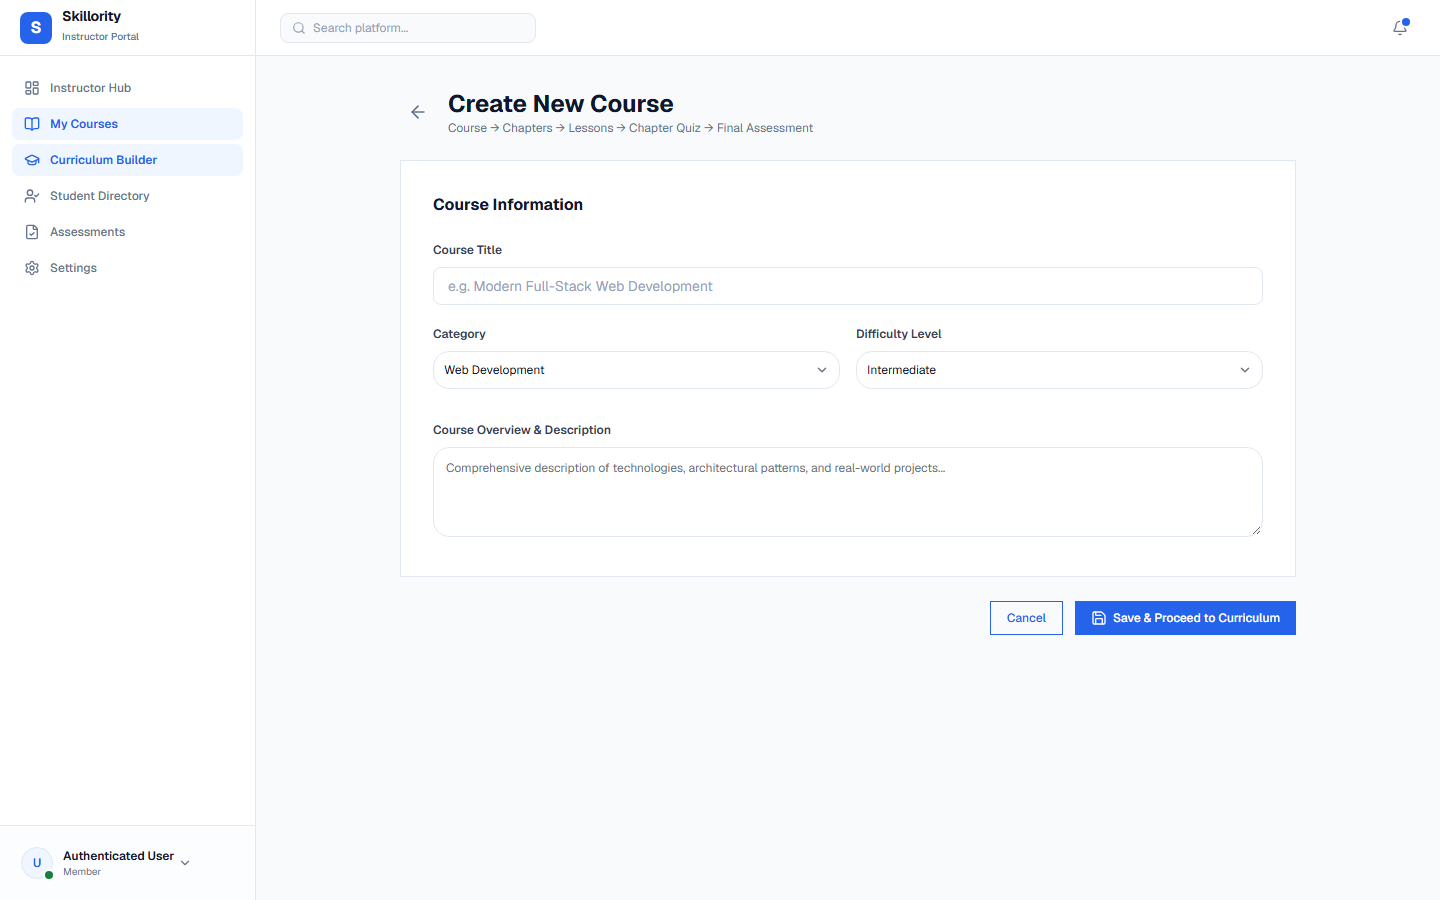 S
Skillority
Instructor Portal
Search platform...
Instructor Hub
My Courses
Curriculum Builder
Student Directory
Assessments
Settings
Create New Course
Course → Chapters → Lessons → Chapter Quiz → Final Assessment
Course Information
Course Title
e.g. Modern Full-Stack Web Development
Category
Difficulty Level
Web Development
Intermediate
Course Overview & Description
Comprehensive description of technologies, architectural patterns, and real-world projects...
Cancel
Save & Proceed to Curriculum
U
Authenticated User
Member